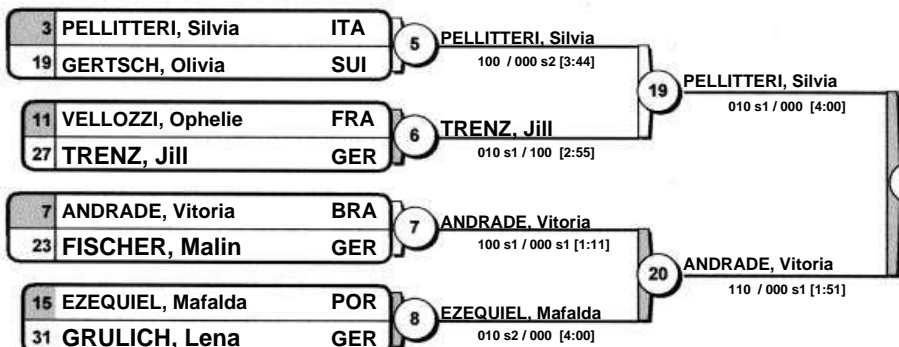 3 PELLITTERI, Silvia ITA
19 GERTSCH, Olivia SUI
5
PELLITTERI, Silvia
100 / 000 s2 [3:44]
11 VELLOZZI, Ophelie FRA
27 TRENZ, Jill GER
6
TRENZ, Jill
010 s1 / 100 [2:55]
19
PELLITTERI, Silvia
010 s1 / 000 [4:00]
7 ANDRADE, Vitoria BRA
23 FISCHER, Malin GER
7
ANDRADE, Vitoria
100 s1 / 000 s1 [1:11]
15 EZEQUIEL, Mafalda POR
31 GRULICH, Lena GER
8
EZEQUIEL, Mafalda
010 s2 / 000 [4:00]
20
ANDRADE, Vitoria
110 / 000 s1 [1:51]